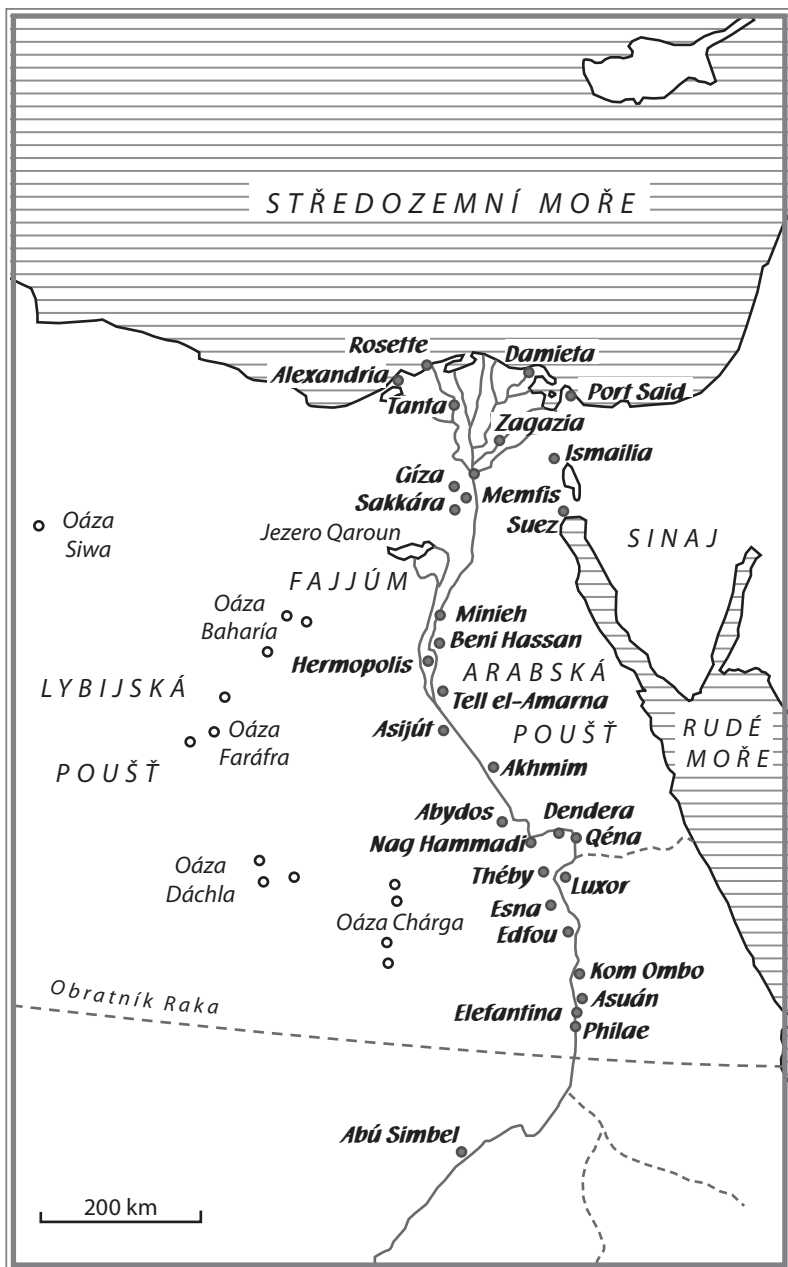 STŘEDOZEMNÍ MOŘE
Rosette
Damieta
Alexandria
Port Said
Tanta
Zagazia
Ismailia
Gíza
Memfis
Sakkára
Suez
Oáza
Siwa
Jezero Qaroun
SINAJ
FAJJÚM
Oáza
Baharía
Minieh
Beni Hassan
Hermopolis
ARABSKÁ
POUŠŤ
LYBIJSKÁ
POUŠŤ
Tell el-Amarna
Asijút
RUDÉ
MOŘE
Oáza
Faráfra
Akhmim
Abydos
Dendera
Nag Hammadi
Qéna
Oáza
Dáchla
Théby
Luxor
Esna
Oáza Chárga
Edfou
Kom Ombo
Obratník Raka
Asuán
Elefantina
Philae
Abú Simbel
200 km